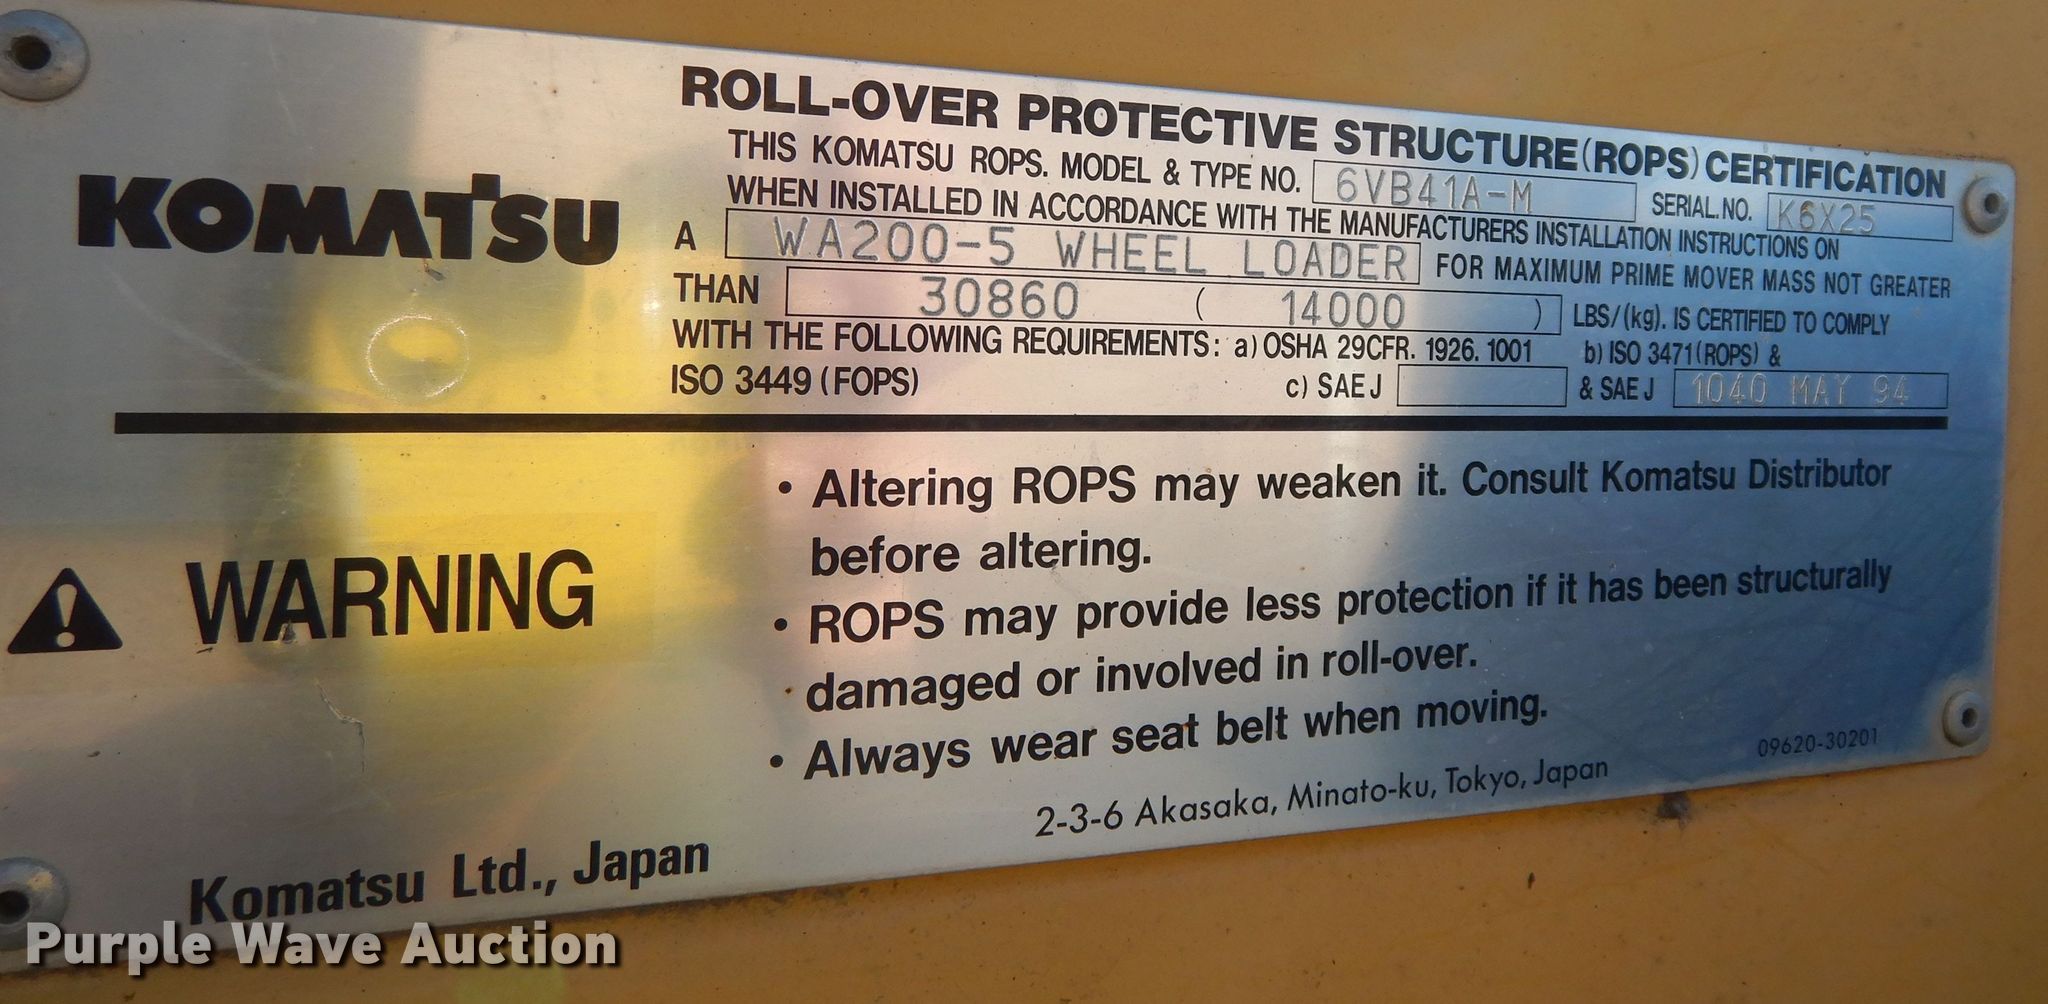 ROLL-OVER PROTECTIVE STRUCTURE (ROPS) CERTIFICATION
KOMATSU
THIS KOMATSU ROPS. MODEL & TYPE NO. 6VB41A-M SERIAL. NO. K6X25
WHEN INSTALLED IN ACCORDANCE WITH THE MANUFACTURERS INSTALLATION INSTRUCTIONS ON
A WA200-5 WHEEL LOADER FOR MAXIMUM PRIME MOVER MASS NOT GREATER
THAN 30860 ( 14000 ) LBS/(kg). IS CERTIFIED TO COMPLY
WITH THE FOLLOWING REQUIREMENTS: a) OSHA 29CFR. 1926. 1001 b) ISO 3471 (ROPS) &
ISO 3449 (FOPS) c) SAE J & SAE J 1040 MAY 94
WARNING
• Altering ROPS may weaken it. Consult Komatsu Distributor
before altering.
• ROPS may provide less protection if it has been structurally
damaged or involved in roll-over.
• Always wear seat belt when moving.
09620-30201
Komatsu Ltd., Japan
2-3-6 Akasaka, Minato-ku, Tokyo, Japan
Purple Wave Auction